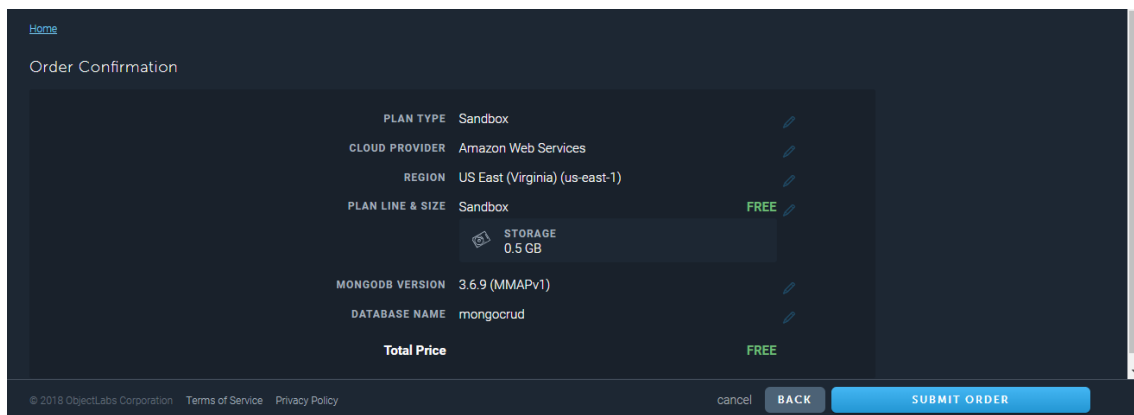 Home
Order Confirmation
PLAN TYPE Sandbox
CLOUD PROVIDER Amazon Web Services
REGION US East (Virginia) (us-east-1)
PLAN LINE & SIZE Sandbox FREE
STORAGE
0.5 GB
MONGODB VERSION 3.6.9 (MMAPv1)
DATABASE NAME mongocrud
Total Price FREE
© 2018 ObjectLabs Corporation Terms of Service Privacy Policy cancel BACK SUBMIT ORDER